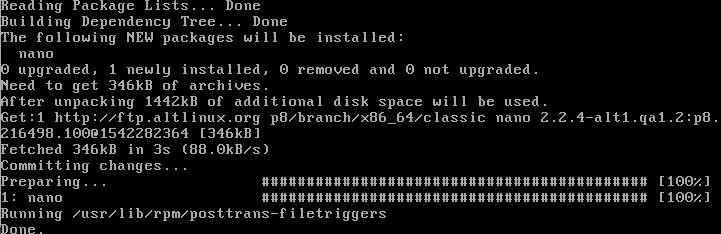 Reading Package Lists... Done
Building Dependency Tree... Done
The following NEW packages will be installed:
  nano
0 upgraded, 1 newly installed, 0 removed and 0 not upgraded.
Need to get 346kB of archives.
After unpacking 1442kB of additional disk space will be used.
Get:1 http://ftp.altlinux.org p8/branch/x86_64/classic nano 2.2.4-alt1.qa1.2:p8.
216498.100@1542282364 [346kB]
Fetched 346kB in 3s (88.0kB/s)
Committing changes...
Preparing... ########################################### [100%]
1: nano ########################################### [100%]
Running /usr/lib/rpm/posttrans-filetriggers
Done.